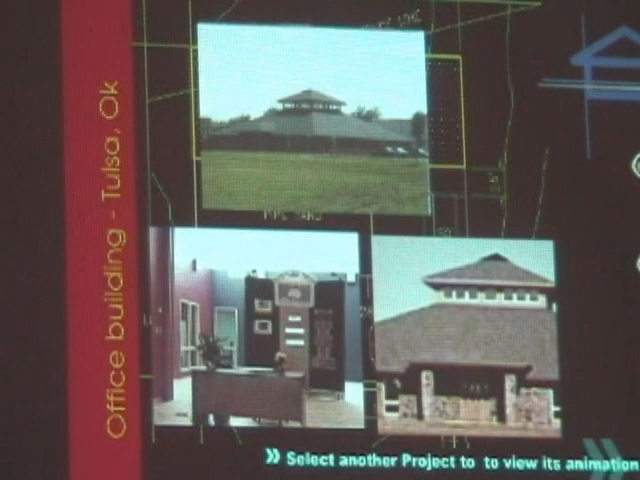 Office building - Tulsa, Ok
» Select another Project to to view its animation